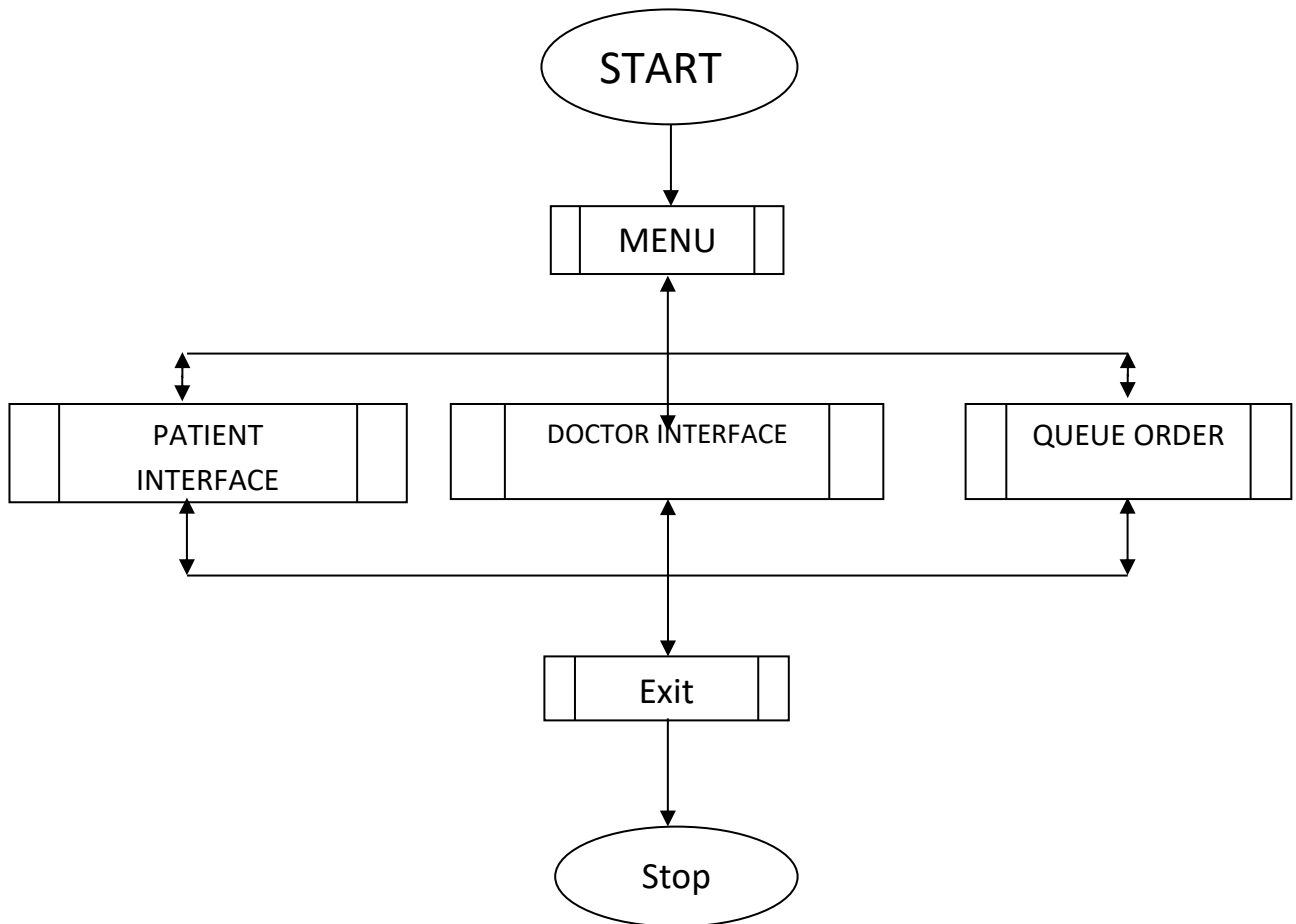 START
MENU
PATIENT
INTERFACE
DOCTOR INTERFACE
QUEUE ORDER
Exit
Stop